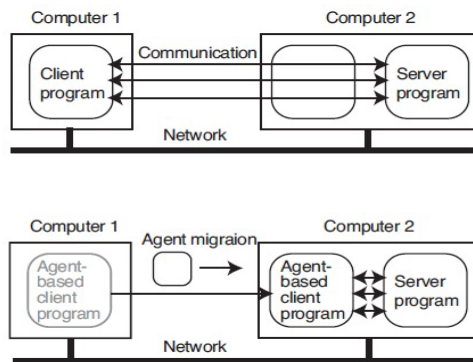 Computer 1
Computer 2
Communication
Client
program
Server
program
Network
Computer 1
Computer 2
Agent migraion
Agent-
based
client
program
Agent-
based
client
program
Server
program
Network